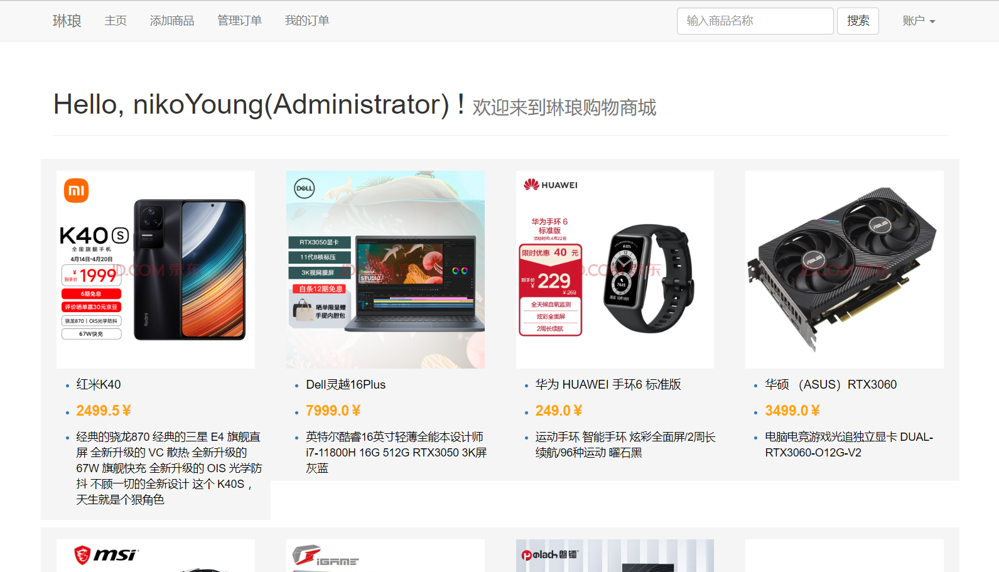 琳琅 主页 添加商品 管理订单 我的订单 输入商品名称 搜索 账户
Hello, nikoYoung(Administrator)！欢迎来到琳琅购物商城
mi
K40 S
全能旗舰手机
4月14日-4月20日
到手价 ¥1999
6期免息
评价晒单赢30元京豆
骁龙870 | OIS光学防抖
67W快充
Redmi
JD.COM 京东
DELL
RTX3050显卡
11代8核标压
3K视网膜屏
STUDIO
白条12期免息
晒单限量赠
手提内胆包
JD.COM 京东
HUAWEI
华为手环 6
标准版
活动时间:4月22日
限时优惠 40 元
到手价 ¥229
¥269
全天候血氧监测
炫彩全面屏
2周长续航
JD.COM 京东
ASUS
ASUS
JD.COM 京东
红米K40
2499.5￥
经典的骁龙870 经典的三星 E4 旗舰直
屏 全新升级的 VC 散热 全新升级的
67W 旗舰快充 全新升级的 OIS 光学防
抖 不顾一切的全新设计 这个 K40S，
天生就是个狠角色
Dell灵越16Plus
7999.0￥
英特尔酷睿16英寸轻薄全能本设计师
i7-11800H 16G 512G RTX3050 3K屏
灰蓝
华为 HUAWEI 手环6 标准版
249.0￥
运动手环 智能手环 炫彩全面屏/2周长
续航/96种运动 曜石黑
华硕 （ASUS）RTX3060
3499.0￥
电脑电竞游戏光追独立显卡 DUAL-
RTX3060-O12G-V2
msi
iGAME
poladn 磐镭